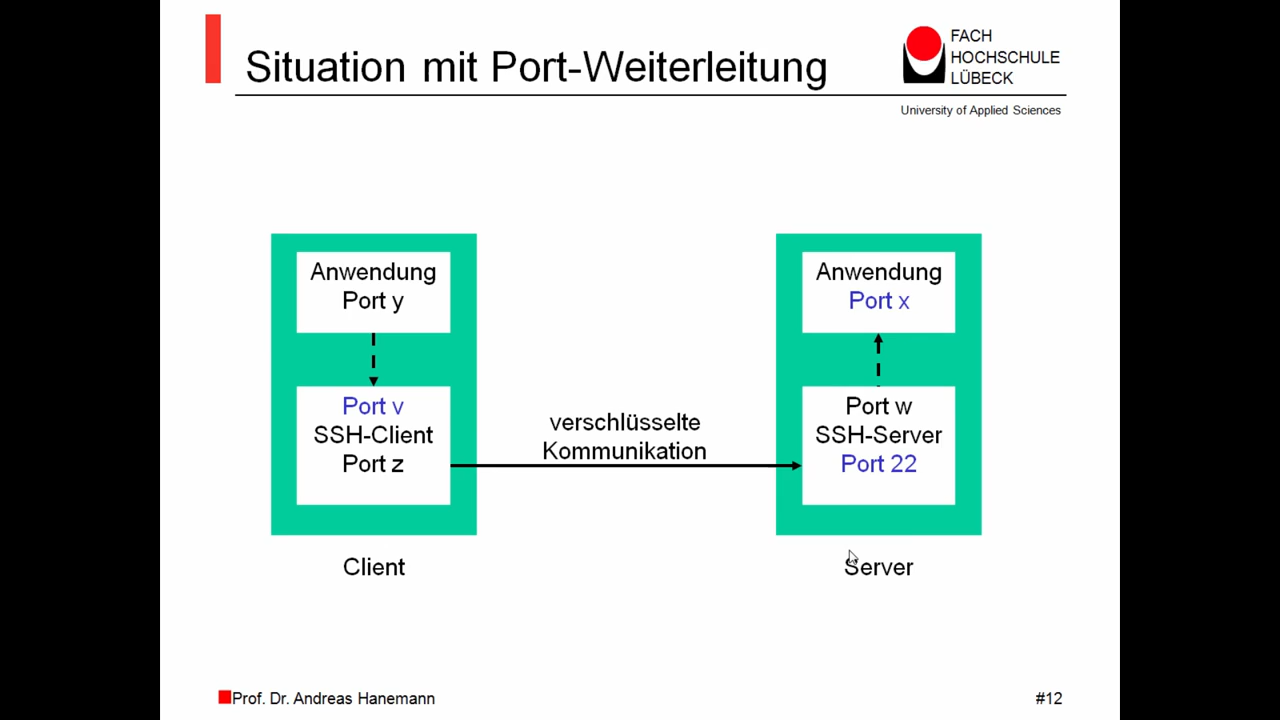 Situation mit Port-Weiterleitung
FACH
HOCHSCHULE
LÜBECK
University of Applied Sciences
Anwendung
Port y
Port v
SSH-Client
Port z
Client
verschlüsselte
Kommunikation
Anwendung
Port x
Port w
SSH-Server
Port 22
Server
Prof. Dr. Andreas Hanemann
#12